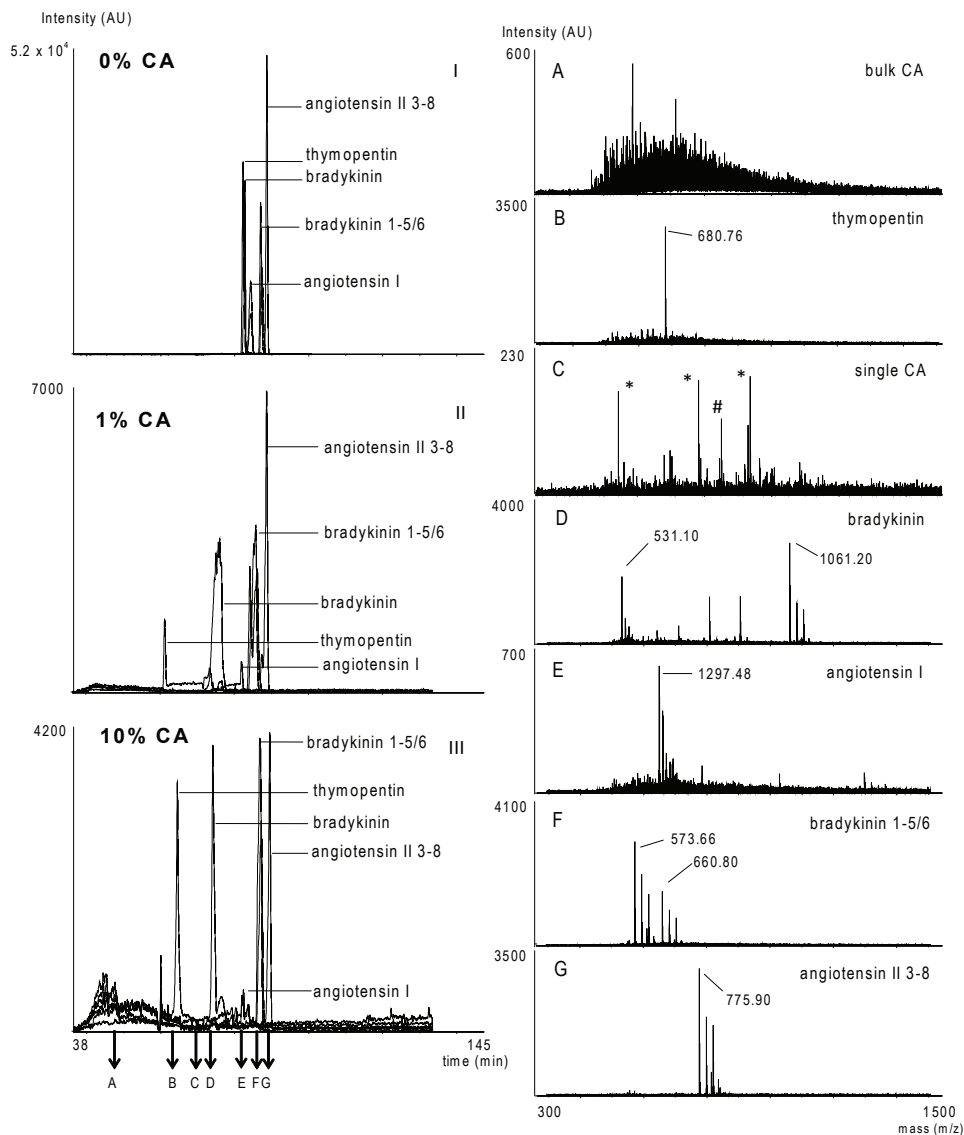 Intensity (AU)
5.2 x 10⁴
0% CA
I
angiotensin II 3-8
thymopentin
bradykinin
bradykinin 1-5/6
angiotensin I
7000
1% CA
II
angiotensin II 3-8
bradykinin 1-5/6
bradykinin
thymopentin
angiotensin I
4200
10% CA
III
bradykinin 1-5/6
thymopentin
bradykinin
angiotensin II 3-8
angiotensin I
38
145
time (min)
A B C D E F G
Intensity (AU)
600
A
bulk CA
3500
B
thymopentin
680.76
230
C
single CA
* * # *
4000
D
bradykinin
531.10
1061.20
700
E
angiotensin I
1297.48
4100
F
bradykinin 1-5/6
573.66
660.80
3500
G
angiotensin II 3-8
775.90
300
1500
mass (m/z)